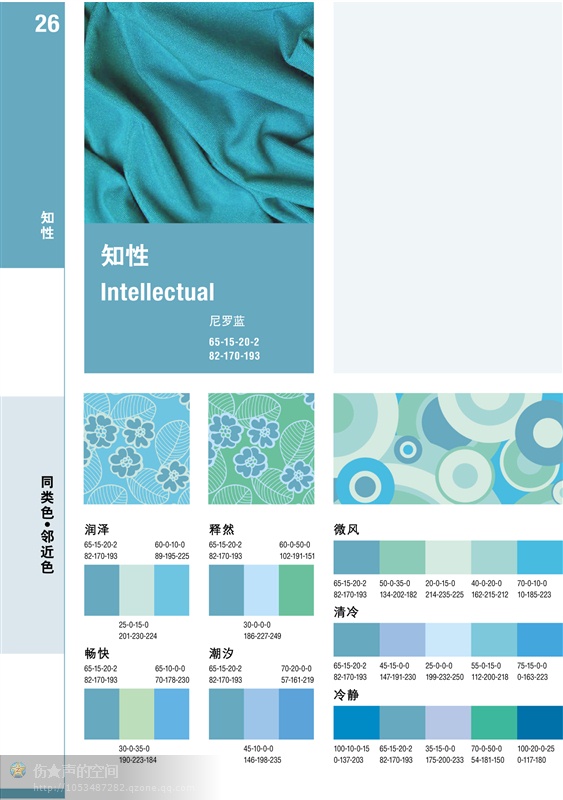 26
知性
知性
Intellectual
尼罗蓝
65-15-20-2
82-170-193
同类色•邻近色
润泽
65-15-20-2 60-0-10-0
82-170-193 89-195-225
25-0-15-0
201-230-224
释然
65-15-20-2 60-0-50-0
82-170-193 102-191-151
30-0-0-0
186-227-249
微风
65-15-20-2 50-0-35-0 20-0-15-0 40-0-20-0 70-0-10-0
82-170-193 134-202-182 214-235-225 162-215-212 10-185-223
清冷
65-15-20-2 45-15-0-0 25-0-0-0 55-0-15-0 75-15-0-0
82-170-193 147-191-230 199-232-250 112-200-218 0-163-223
畅快
65-15-20-2 65-10-0-0
82-170-193 70-178-230
30-0-35-0
190-223-184
潮汐
65-15-20-2 70-20-0-0
82-170-193 57-161-219
45-10-0-0
146-198-235
冷静
100-10-0-15 65-15-20-2 35-15-0-0 70-0-50-0 100-20-0-25
0-137-203 82-170-193 175-200-233 54-181-150 0-117-180
伤★声的空间
http://1053487282.qzone.qq.com